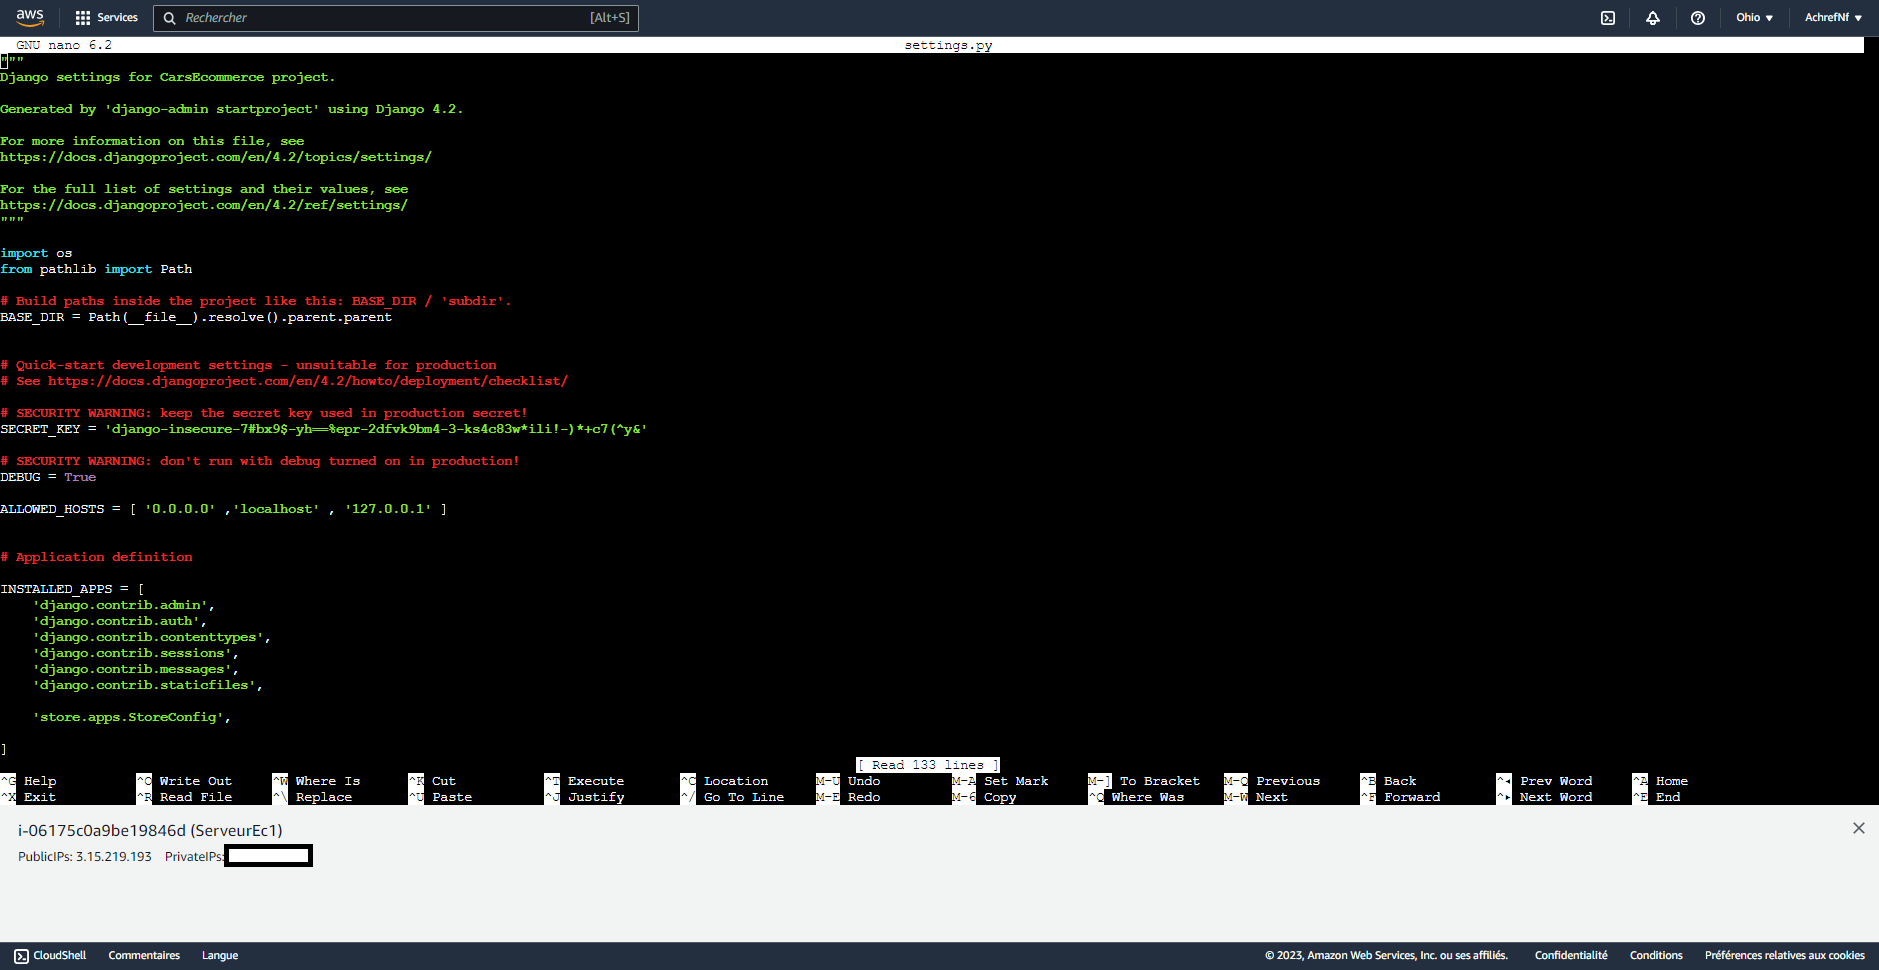 aws Services Rechercher [Alt+S] Ohio AchrefNf
GNU nano 6.2 settings.py
"""
Django settings for CarsEcommerce project.
Generated by 'django-admin startproject' using Django 4.2.
For more information on this file, see
https://docs.djangoproject.com/en/4.2/topics/settings/
For the full list of settings and their values, see
https://docs.djangoproject.com/en/4.2/ref/settings/
"""
import os
from pathlib import Path
# Build paths inside the project like this: BASE_DIR / 'subdir'.
BASE_DIR = Path(__file__).resolve().parent.parent
# Quick-start development settings - unsuitable for production
# See https://docs.djangoproject.com/en/4.2/howto/deployment/checklist/
# SECURITY WARNING: keep the secret key used in production secret!
SECRET_KEY = 'django-insecure-7#bx9$-yh==%epr-2dfvk9bm4-3-ks4c83w*ili!-)*+c7(^y&'
# SECURITY WARNING: don't run with debug turned on in production!
DEBUG = True
ALLOWED_HOSTS = [ '0.0.0.0' ,'localhost' , '127.0.0.1' ]
# Application definition
INSTALLED_APPS = [
    'django.contrib.admin',
    'django.contrib.auth',
    'django.contrib.contenttypes',
    'django.contrib.sessions',
    'django.contrib.messages',
    'django.contrib.staticfiles',
    'store.apps.StoreConfig',
]
[ Read 133 lines ]
^G Help ^O Write Out ^W Where Is ^K Cut ^T Execute ^C Location M-U Undo M-A Set Mark M-] To Bracket M-Q Previous ^B Back ^◂ Prev Word ^A Home
^X Exit ^R Read File ^\ Replace ^U Paste ^J Justify ^/ Go To Line M-E Redo M-6 Copy ^Q Where Was M-W Next ^F Forward ^▸ Next Word ^E End
i-06175c0a9be19846d (ServeurEc1)
PublicIPs: 3.15.219.193 PrivateIPs:
CloudShell Commentaires Langue © 2023, Amazon Web Services, Inc. ou ses affiliés. Confidentialité Conditions Préférences relatives aux cookies